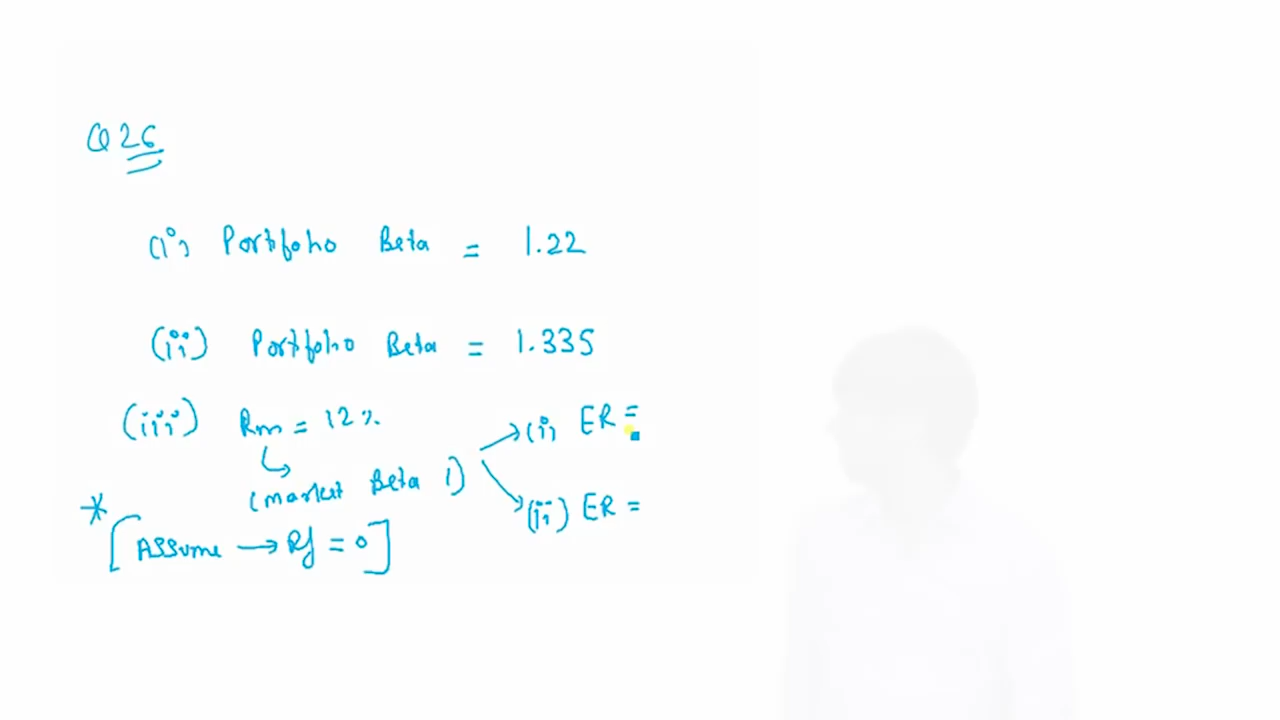 Q26
(i) Portfolio Beta = 1.22
(ii) Portfolio Beta = 1.335
(iii) Rm = 12%
(market Beta 1)
(i) ER =
(ii) ER =
*[Assume → Rf = 0]